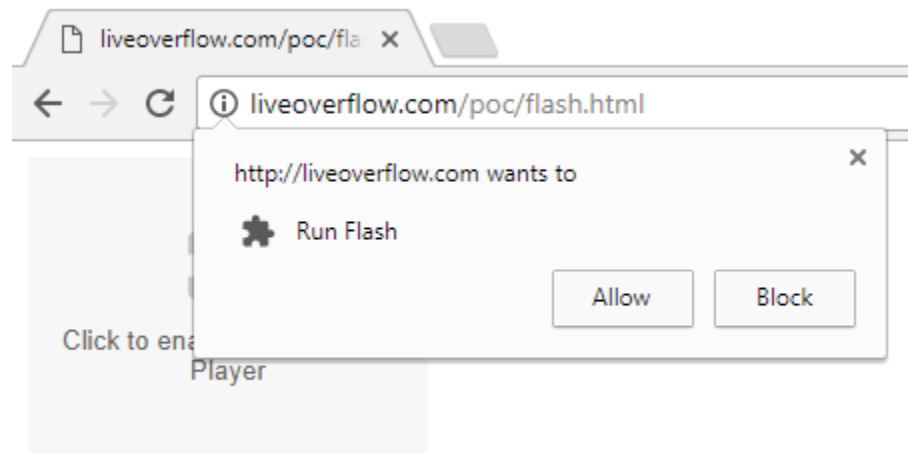 liveoverflow.com/poc/fla
liveoverflow.com/poc/flash.html
http://liveoverflow.com wants to
Run Flash
Allow Block
Click to ena
Player